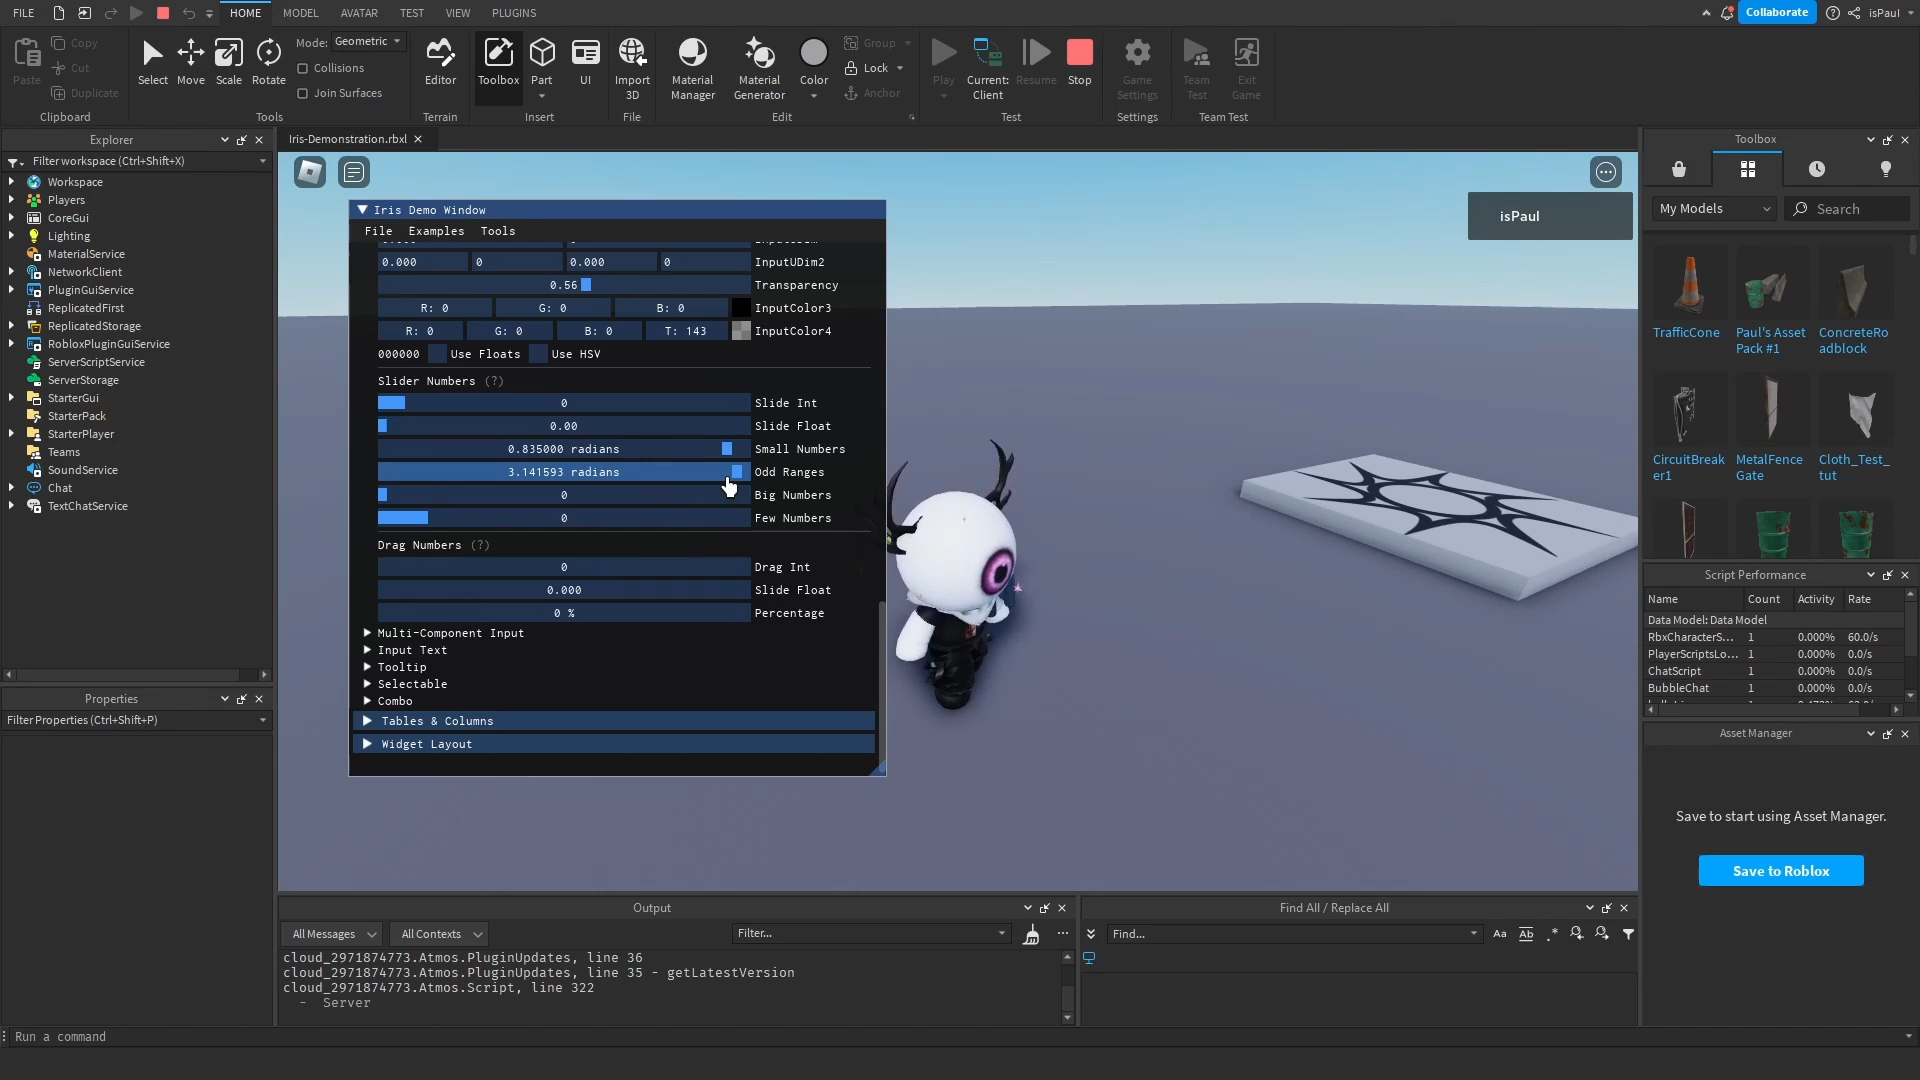 FILE
HOME
MODEL
AVATAR
TEST
VIEW
PLUGINS
Collaborate
isPaul
Paste
Copy
Cut
Duplicate
Clipboard
Select
Move
Scale
Rotate
Mode: Geometric
Collisions
Join Surfaces
Tools
Editor
Terrain
Toolbox
Part
UI
Insert
Import
3D
File
Material
Manager
Material
Generator
Color
Group
Lock
Anchor
Edit
Play
Current:
Client
Resume
Stop
Test
Game
Settings
Settings
Team
Test
Exit
Game
Team Test
Explorer
Filter workspace (Ctrl+Shift+X)
Workspace
Players
CoreGui
Lighting
MaterialService
NetworkClient
PluginGuiService
ReplicatedFirst
ReplicatedStorage
RobloxPluginGuiService
ServerScriptService
ServerStorage
StarterGui
StarterPack
StarterPlayer
Teams
SoundService
Chat
TextChatService
Properties
Filter Properties (Ctrl+Shift+P)
Iris-Demonstration.rbxl
isPaul
Iris Demo Window
File Examples Tools
0.000 0 0.000 0 InputUDim2
0.56 Transparency
R: 0 G: 0 B: 0 InputColor3
R: 0 G: 0 B: 0 T: 143 InputColor4
000000 Use Floats Use HSV
Slider Numbers (?)
0 Slide Int
0.00 Slide Float
0.835000 radians Small Numbers
3.141593 radians Odd Ranges
0 Big Numbers
0 Few Numbers
Drag Numbers (?)
0 Drag Int
0.000 Slide Float
0 % Percentage
Multi-Component Input
Input Text
Tooltip
Selectable
Combo
Tables & Columns
Widget Layout
Output
All Messages
All Contexts
Filter...
cloud_2971874773.Atmos.PluginUpdates, line 36
cloud_2971874773.Atmos.PluginUpdates, line 35 - getLatestVersion
cloud_2971874773.Atmos.Script, line 322
- Server
Find All / Replace All
Find...
Aa
Ab
Toolbox
My Models
Search
TrafficCone
Paul's Asset
Pack #1
ConcreteRo
adblock
CircuitBreak
er1
MetalFence
Gate
Cloth_Test_
tut
Script Performance
Name Count Activity Rate
Data Model: Data Model
RbxCharacterS... 1 0.000% 60.0/s
PlayerScriptsLo... 1 0.000% 0.0/s
ChatScript 1 0.000% 0.0/s
BubbleChat 1 0.000% 0.0/s
Asset Manager
Save to start using Asset Manager.
Save to Roblox
Run a command